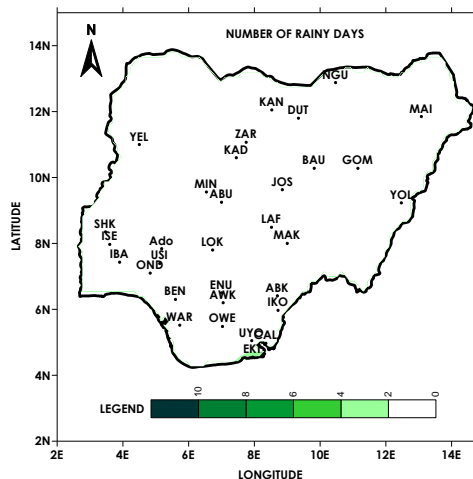 N
NUMBER OF RAINY DAYS
14N
12N
10N
8N
6N
4N
2N
LATITUDE
NGU
KAN
DUT
MAI
YEL
ZAR
KAD
BAU
GOM
MIN
ABU
JOS
YOL
SHK
ISE
LAF
MAK
IBA
Ado
USI
LOK
OND
BEN
ENU
AWK
ABK
IKO
WAR
OWE
UYO
CAL
EKT
LEGEND
10
8
6
4
2
0
2E
4E
6E
8E
10E
12E
14E
LONGITUDE